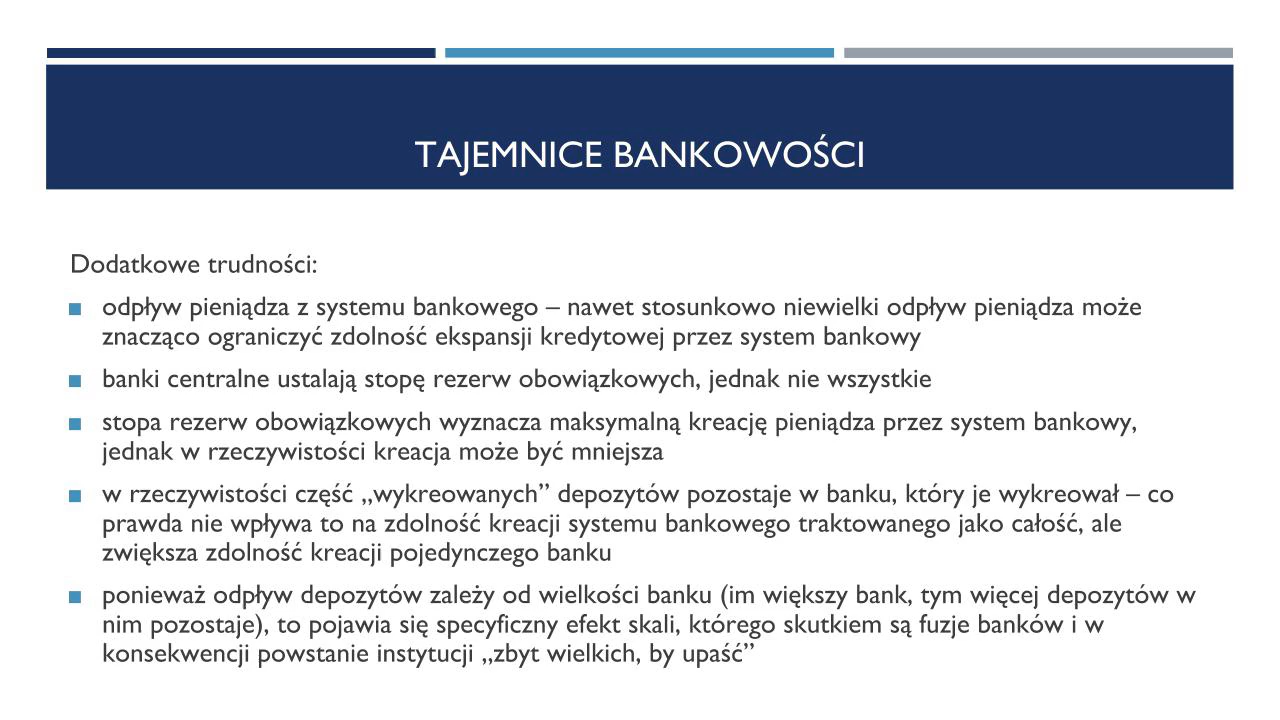 TAJEMNICE BANKOWOŚCI
Dodatkowe trudności:
▪ odpływ pieniądza z systemu bankowego – nawet stosunkowo niewielki odpływ pieniądza może
znacząco ograniczyć zdolność ekspansji kredytowej przez system bankowy
▪ banki centralne ustalają stopę rezerw obowiązkowych, jednak nie wszystkie
▪ stopa rezerw obowiązkowych wyznacza maksymalną kreację pieniądza przez system bankowy,
jednak w rzeczywistości kreacja może być mniejsza
▪ w rzeczywistości część „wykreowanych” depozytów pozostaje w banku, który je wykreował – co
prawda nie wpływa to na zdolność kreacji systemu bankowego traktowanego jako całość, ale
zwiększa zdolność kreacji pojedynczego banku
▪ ponieważ odpływ depozytów zależy od wielkości banku (im większy bank, tym więcej depozytów w
nim pozostaje), to pojawia się specyficzny efekt skali, którego skutkiem są fuzje banków i w
konsekwencji powstanie instytucji „zbyt wielkich, by upaść”